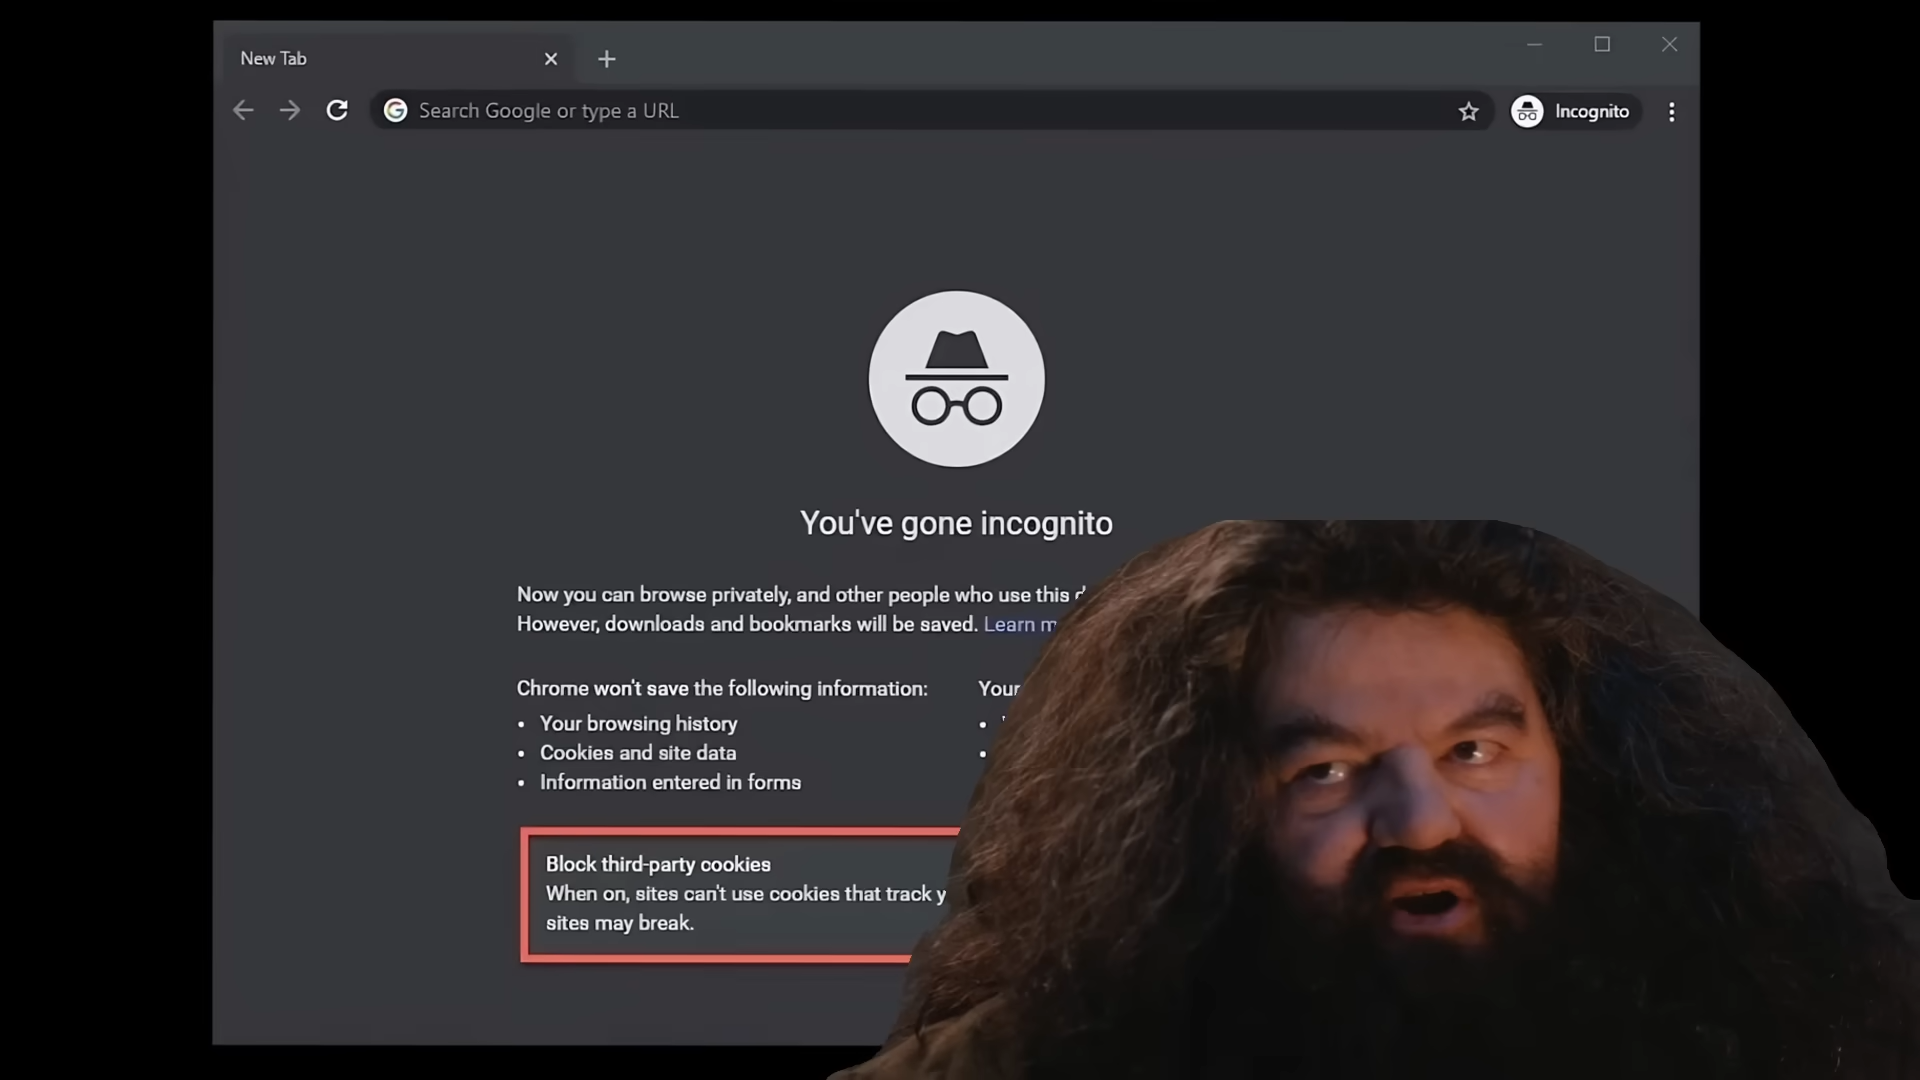 New Tab
Search Google or type a URL
Incognito
You've gone incognito
Now you can browse privately, and other people who use this
However, downloads and bookmarks will be saved. Learn
Chrome won't save the following information:
Your browsing history
Cookies and site data
Information entered in forms
Your
Block third-party cookies
When on, sites can't use cookies that track
sites may break.